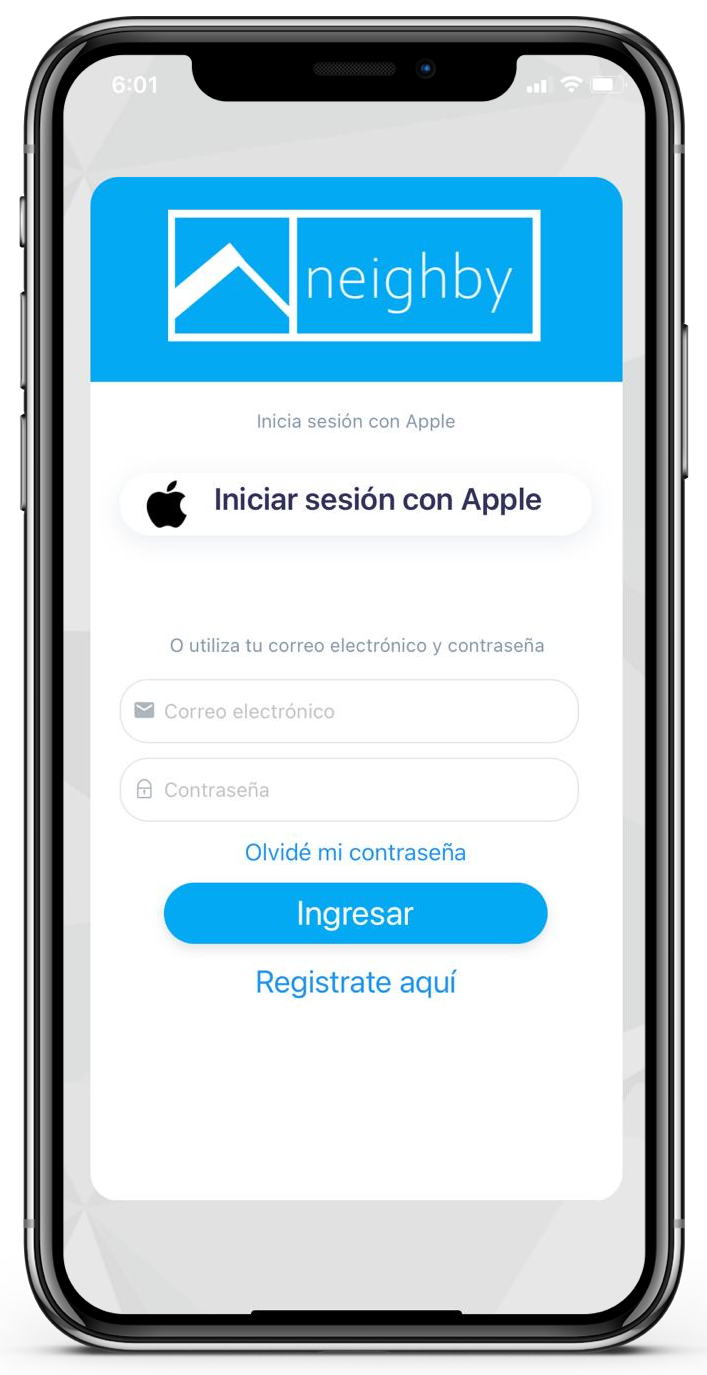 6:01
neighby
Inicia sesión con Apple
Iniciar sesión con Apple
O utiliza tu correo electrónico y contraseña
Correo electrónico
Contraseña
Olvidé mi contraseña
Ingresar
Registrate aquí